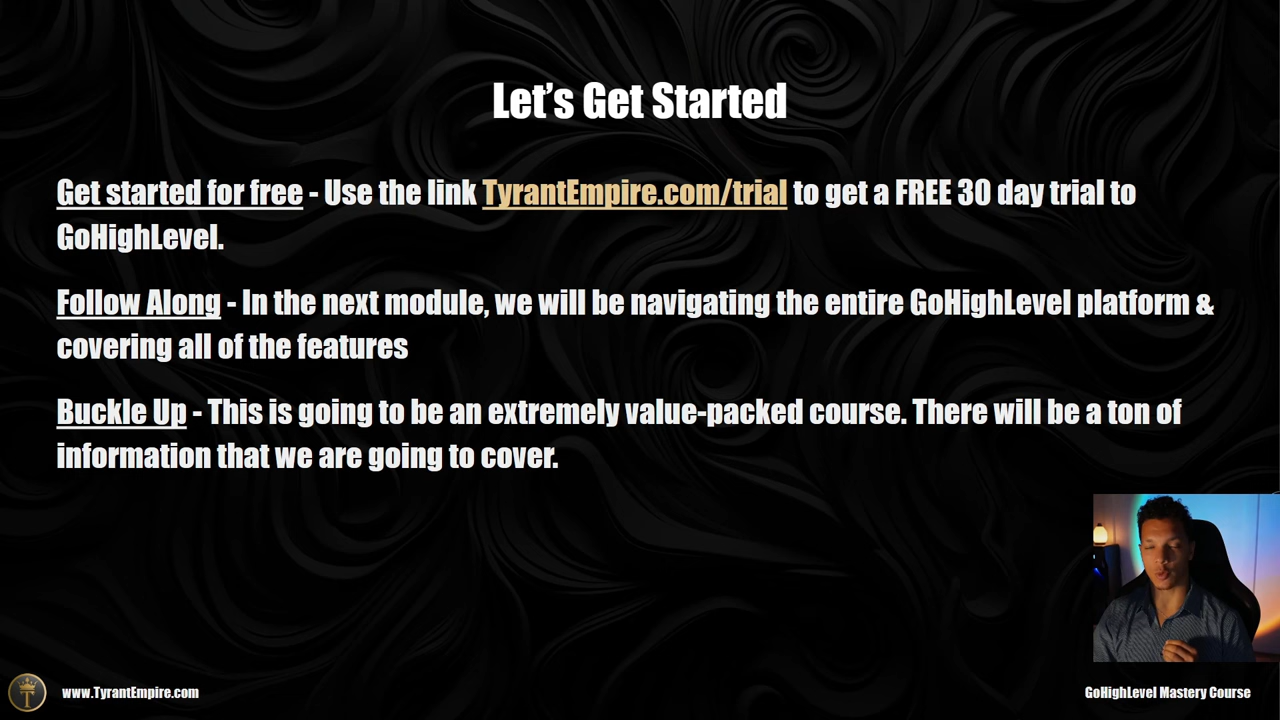 Let’s Get Started
Get started for free - Use the link TyrantEmpire.com/trial to get a FREE 30 day trial to
GoHighLevel.
Follow Along - In the next module, we will be navigating the entire GoHighLevel platform &
covering all of the features
Buckle Up - This is going to be an extremely value-packed course. There will be a ton of
information that we are going to cover.
T
www.TyrantEmpire.com
GoHighLevel Mastery Course